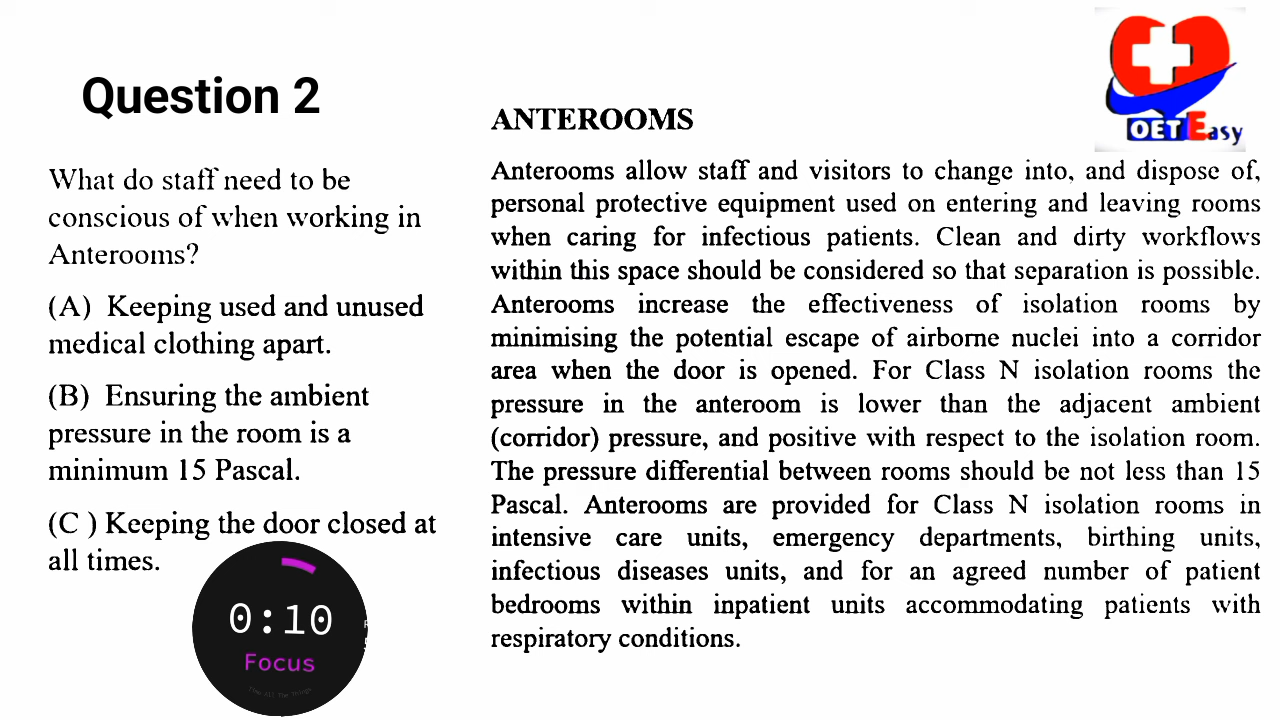 Question 2
What do staff need to be
conscious of when working in
Anterooms?
(A) Keeping used and unused
medical clothing apart.
(B) Ensuring the ambient
pressure in the room is a
minimum 15 Pascal.
(C ) Keeping the door closed at
all times.
0:10
Focus
OET Easy
ANTEROOMS
Anterooms allow staff and visitors to change into, and dispose of,
personal protective equipment used on entering and leaving rooms
when caring for infectious patients. Clean and dirty workflows
within this space should be considered so that separation is possible.
Anterooms increase the effectiveness of isolation rooms by
minimising the potential escape of airborne nuclei into a corridor
area when the door is opened. For Class N isolation rooms the
pressure in the anteroom is lower than the adjacent ambient
(corridor) pressure, and positive with respect to the isolation room.
The pressure differential between rooms should be not less than 15
Pascal. Anterooms are provided for Class N isolation rooms in
intensive care units, emergency departments, birthing units,
infectious diseases units, and for an agreed number of patient
bedrooms within inpatient units accommodating patients with
respiratory conditions.